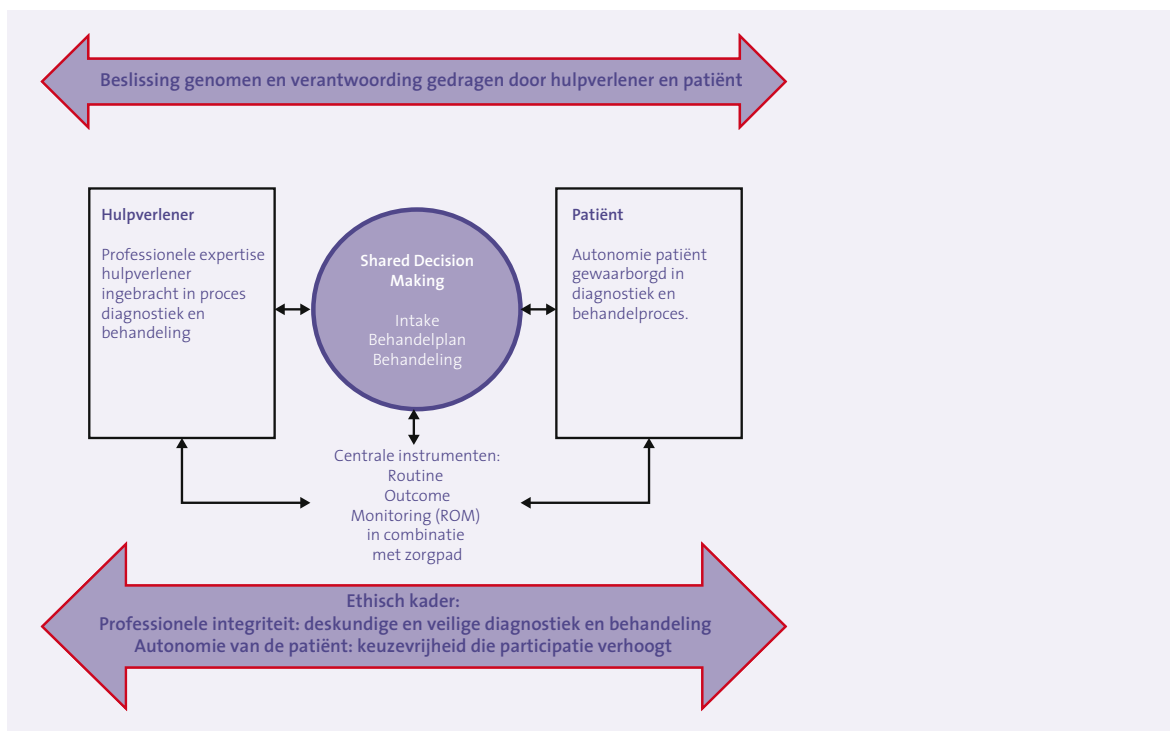 Beslissing genomen en verantwoording gedragen door hulpverlener en patiënt
Hulpverlener
Professionele expertise
hulpverlener
ingebracht in proces
diagnostiek en
behandeling
Shared Decision
Making
Intake
Behandelplan
Behandeling
Patiënt
Autonomie patiënt
gewaarborgd in
diagnostiek en
behandelproces.
Centrale instrumenten:
Routine
Outcome
Monitoring (ROM)
in combinatie
met zorgpad
Ethisch kader:
Professionele integriteit: deskundige en veilige diagnostiek en behandeling
Autonomie van de patiënt: keuzevrijheid die participatie verhoogt